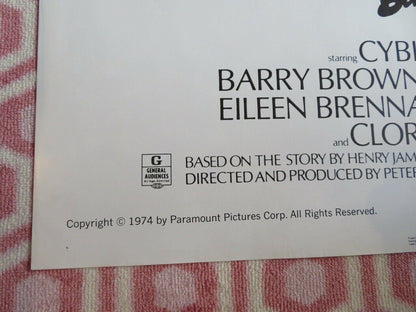 starring CYB
BARRY BROWN
EILEEN BRENNA
and CLOR
BASED ON THE STORY BY HENRY JAM
DIRECTED AND PRODUCED BY PETER
G
GENERAL
AUDIENCES
Copyright © 1974 by Paramount Pictures Corp. All Rights Reserved.